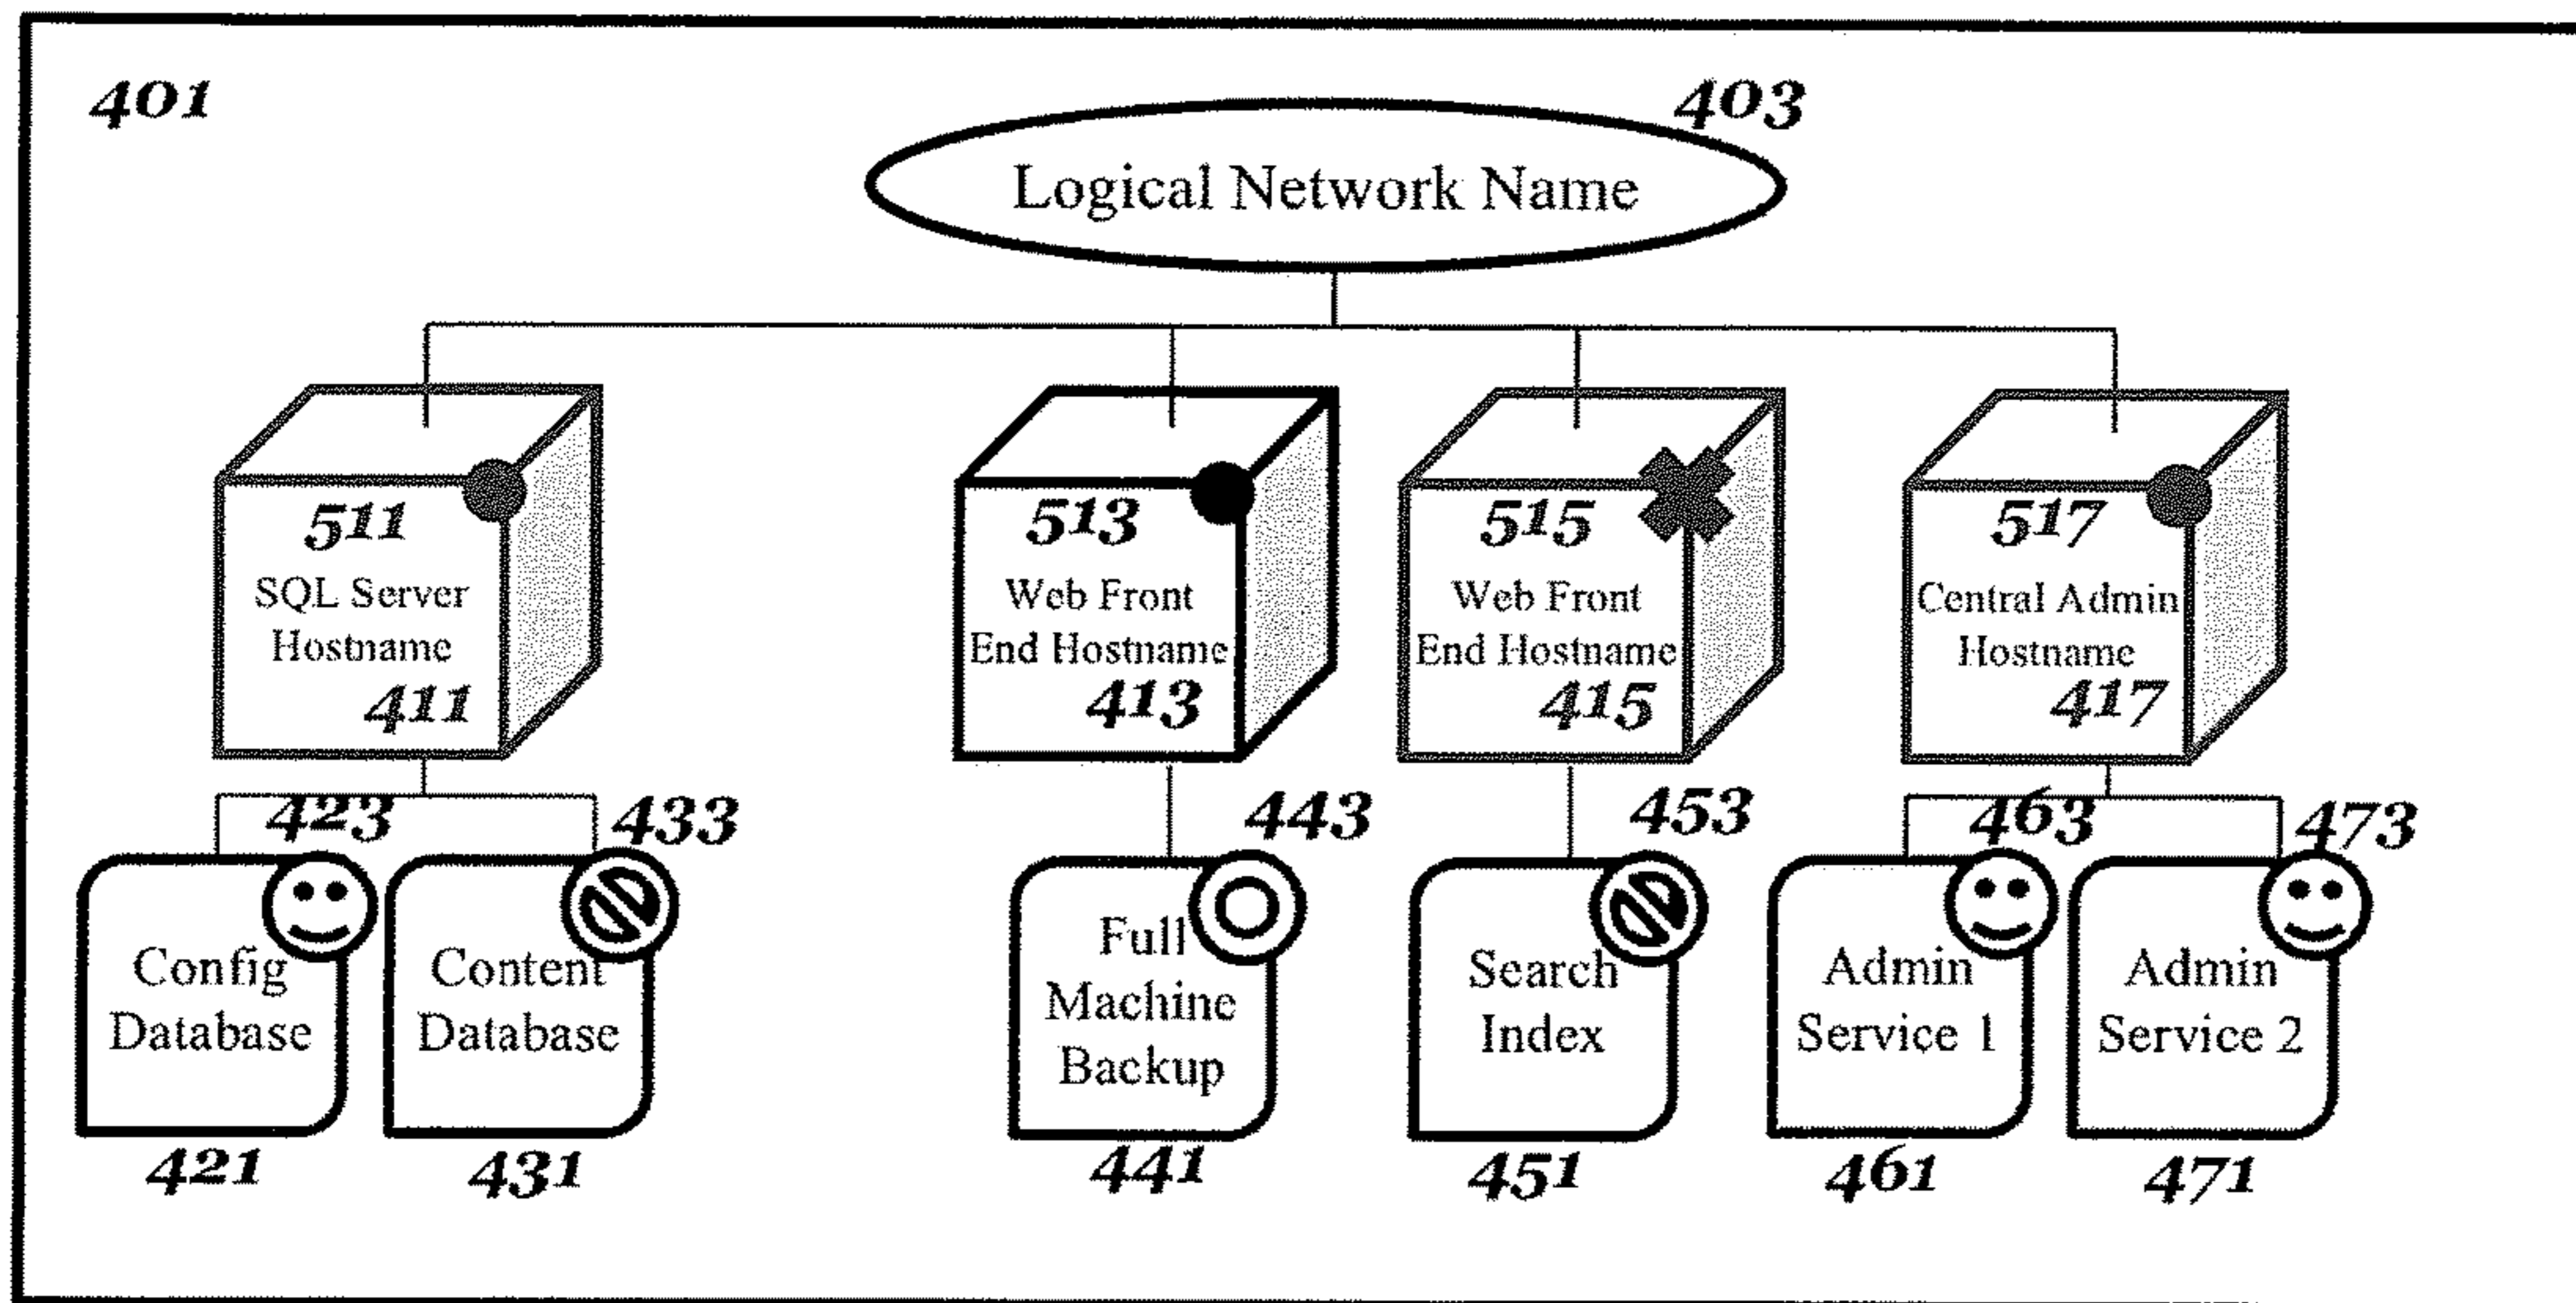 401
403
Logical Network Name
511
SQL Server
Hostname
411
513
Web Front
End Hostname
413
515
Web Front
End Hostname
415
517
Central Admin
Hostname
417
423
Config
Database
421
433
Content
Database
431
443
Full
Machine
Backup
441
453
Search
Index
451
463
Admin
Service 1
461
473
Admin
Service 2
471